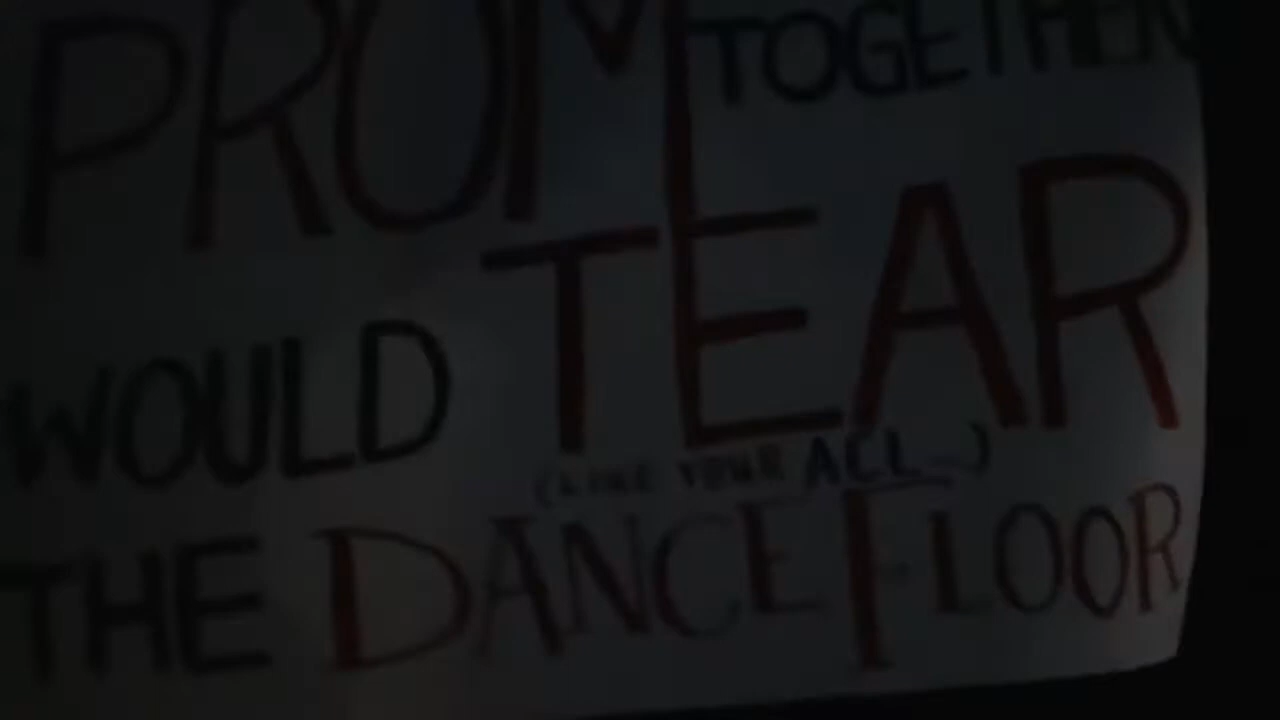 PROM TOGETHER
WOULD TEAR
(LIKE YOUR ACL...)
THE DANCE FLOOR